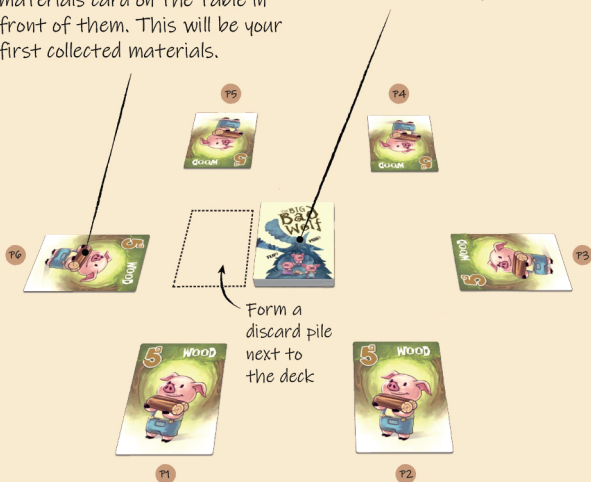 materials card on the table in
front of them. This will be your
first collected materials.
P5
P4
WOOD
5
WOOD
5
The BIG
Bad
Wolf
P6
5
WOOD
WOOD
5
P3
Form a
discard pile
next to
the deck
5 WOOD
5 WOOD
P1
P2